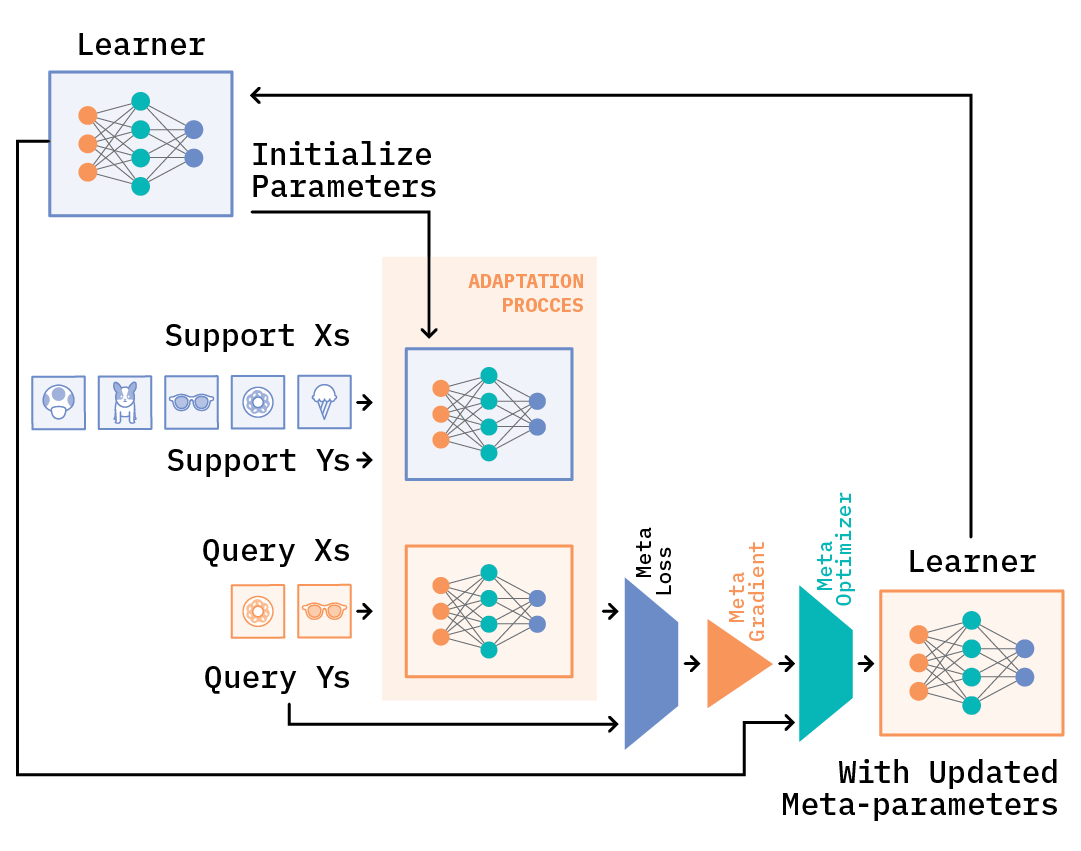 Learner
Initialize
Parameters
ADAPTATION
PROCCES
Support Xs
Support Ys
Query Xs
Query Ys
Meta
Loss
Meta
Gradient
Meta
Optimizer
Learner
With Updated
Meta-parameters